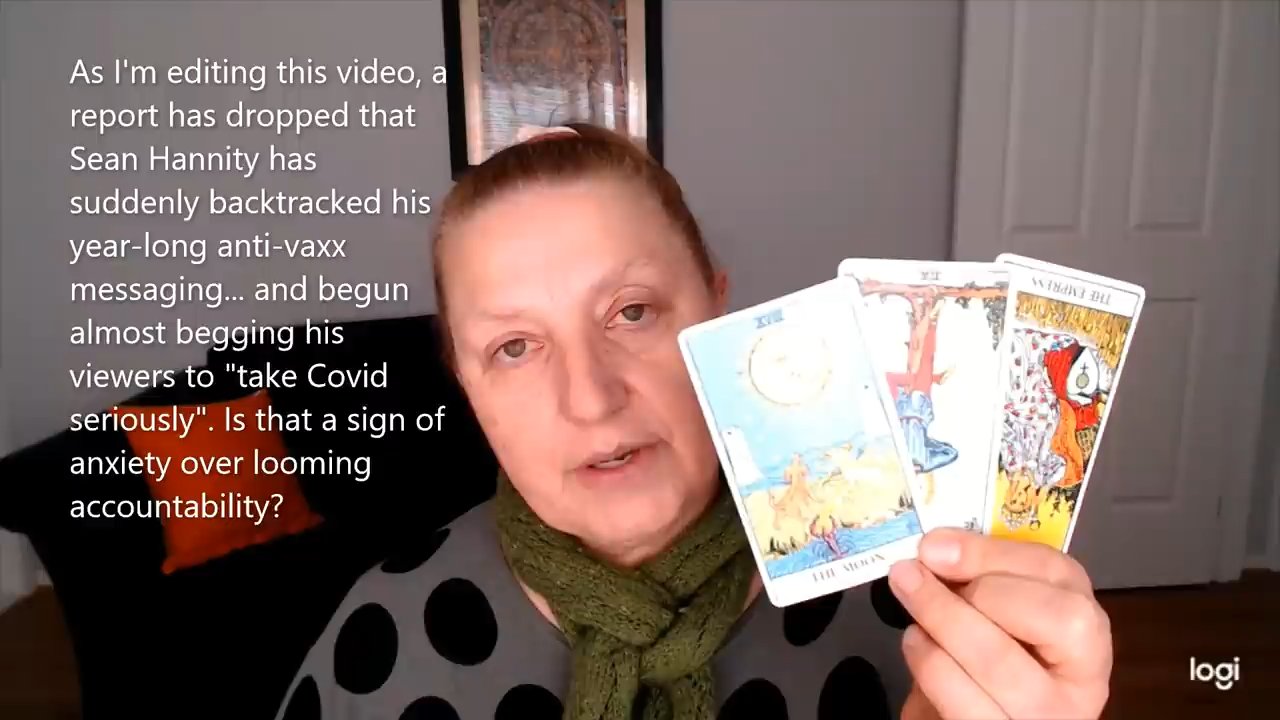 As I'm editing this video, a
report has dropped that
Sean Hannity has
suddenly backtracked his
year-long anti-vaxx
messaging... and begun
almost begging his
viewers to "take Covid
seriously". Is that a sign of
anxiety over looming
accountability?
THE MOON
THE EMPRESS
logi